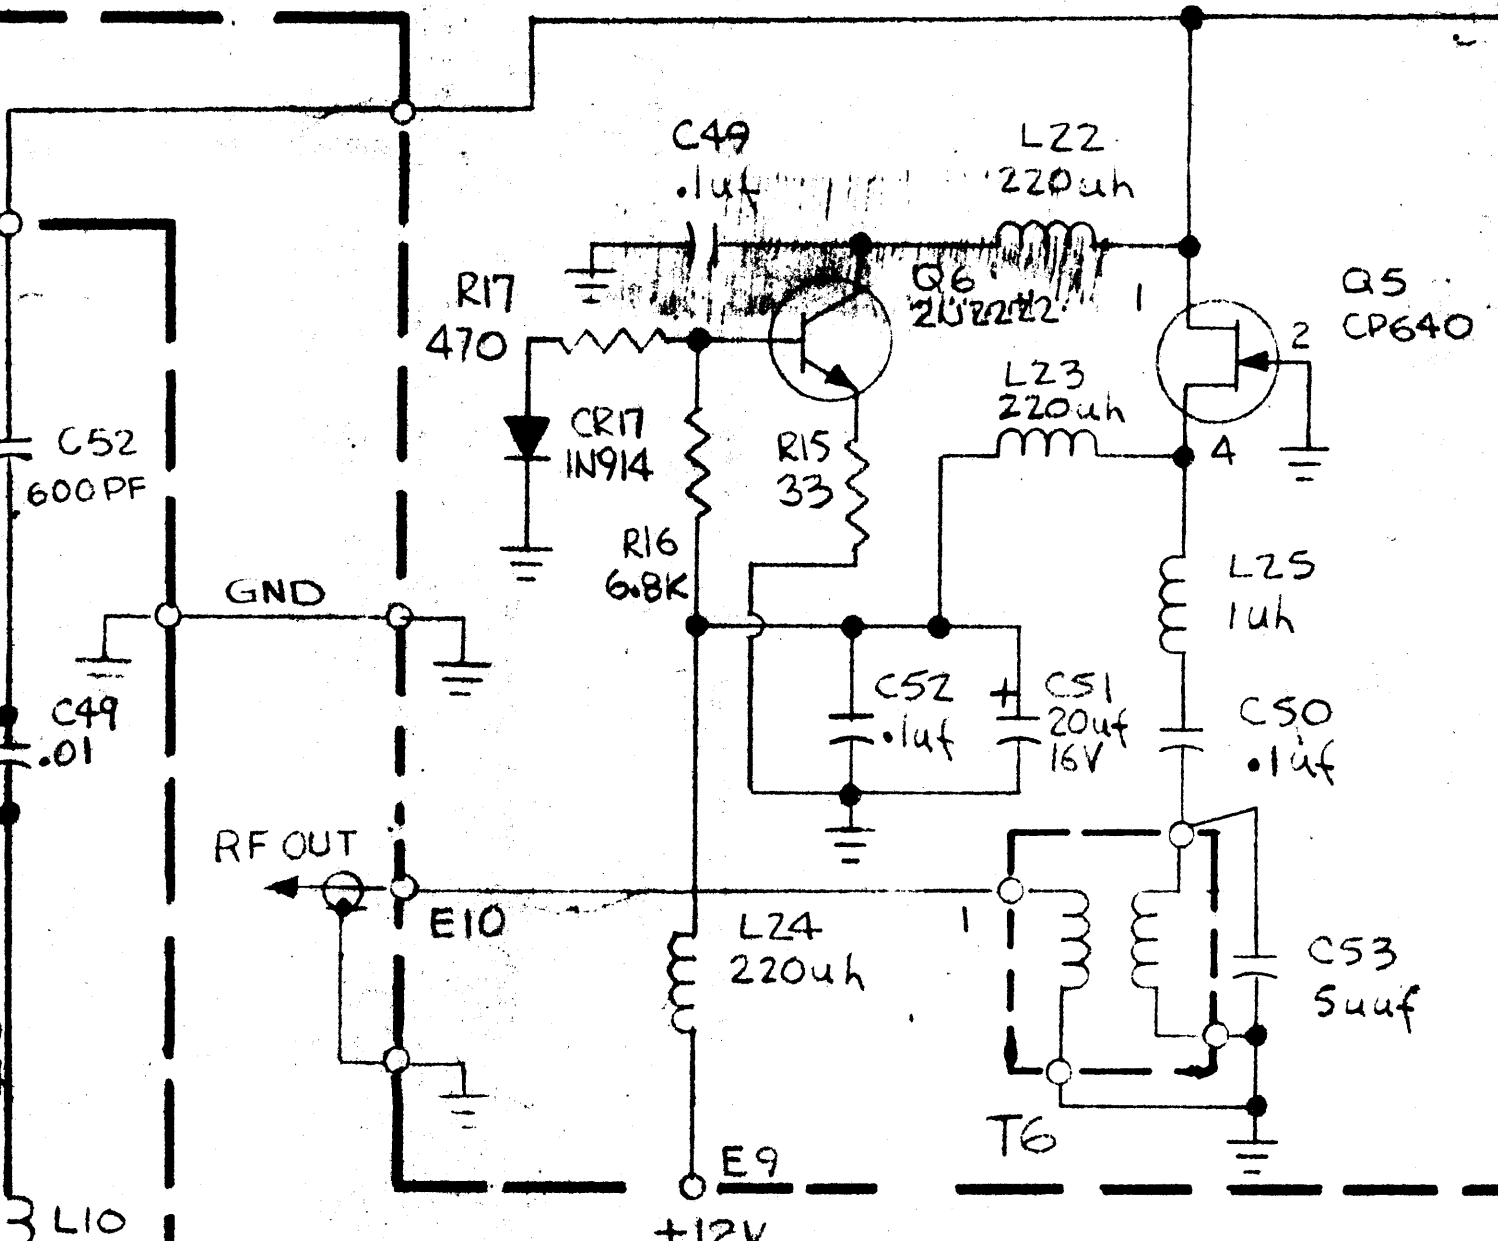 C49
.1uf
L22
220uh
R17
470
Q6
2N2222
1
Q5
CP640
2
L23
220uh
CR17
1N914
C52
600PF
R15
33
4
R16
6.8K
L25
1uh
GND
C52
.1uf
+
C51
20uf
16V
C50
.1uf
C49
.01
RF OUT
E10
L24
220uh
1
C53
5uuf
T6
E9
L10
+12V